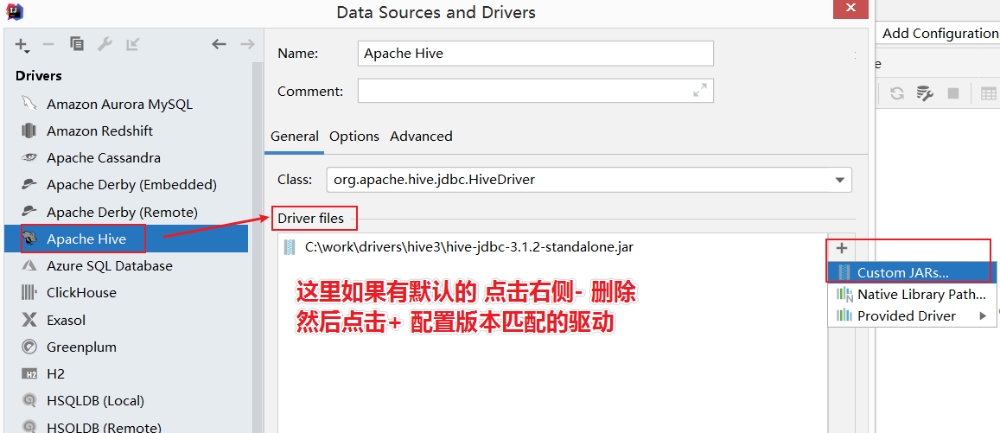 Data Sources and Drivers
Add Configuration
Drivers
Amazon Aurora MySQL
Amazon Redshift
Apache Cassandra
Apache Derby (Embedded)
Apache Derby (Remote)
Apache Hive
Azure SQL Database
ClickHouse
Exasol
Greenplum
H2
H2
HSQLDB (Local)
HSQLDB (Remote)
Name: Apache Hive
Comment:
General Options Advanced
Class: org.apache.hive.jdbc.HiveDriver
Driver files
C:\work\drivers\hive3\hive-jdbc-3.1.2-standalone.jar
这里如果有默认的 点击右侧- 删除
然后点击+ 配置版本匹配的驱动
Custom JARs...
Native Library Path...
Provided Driver